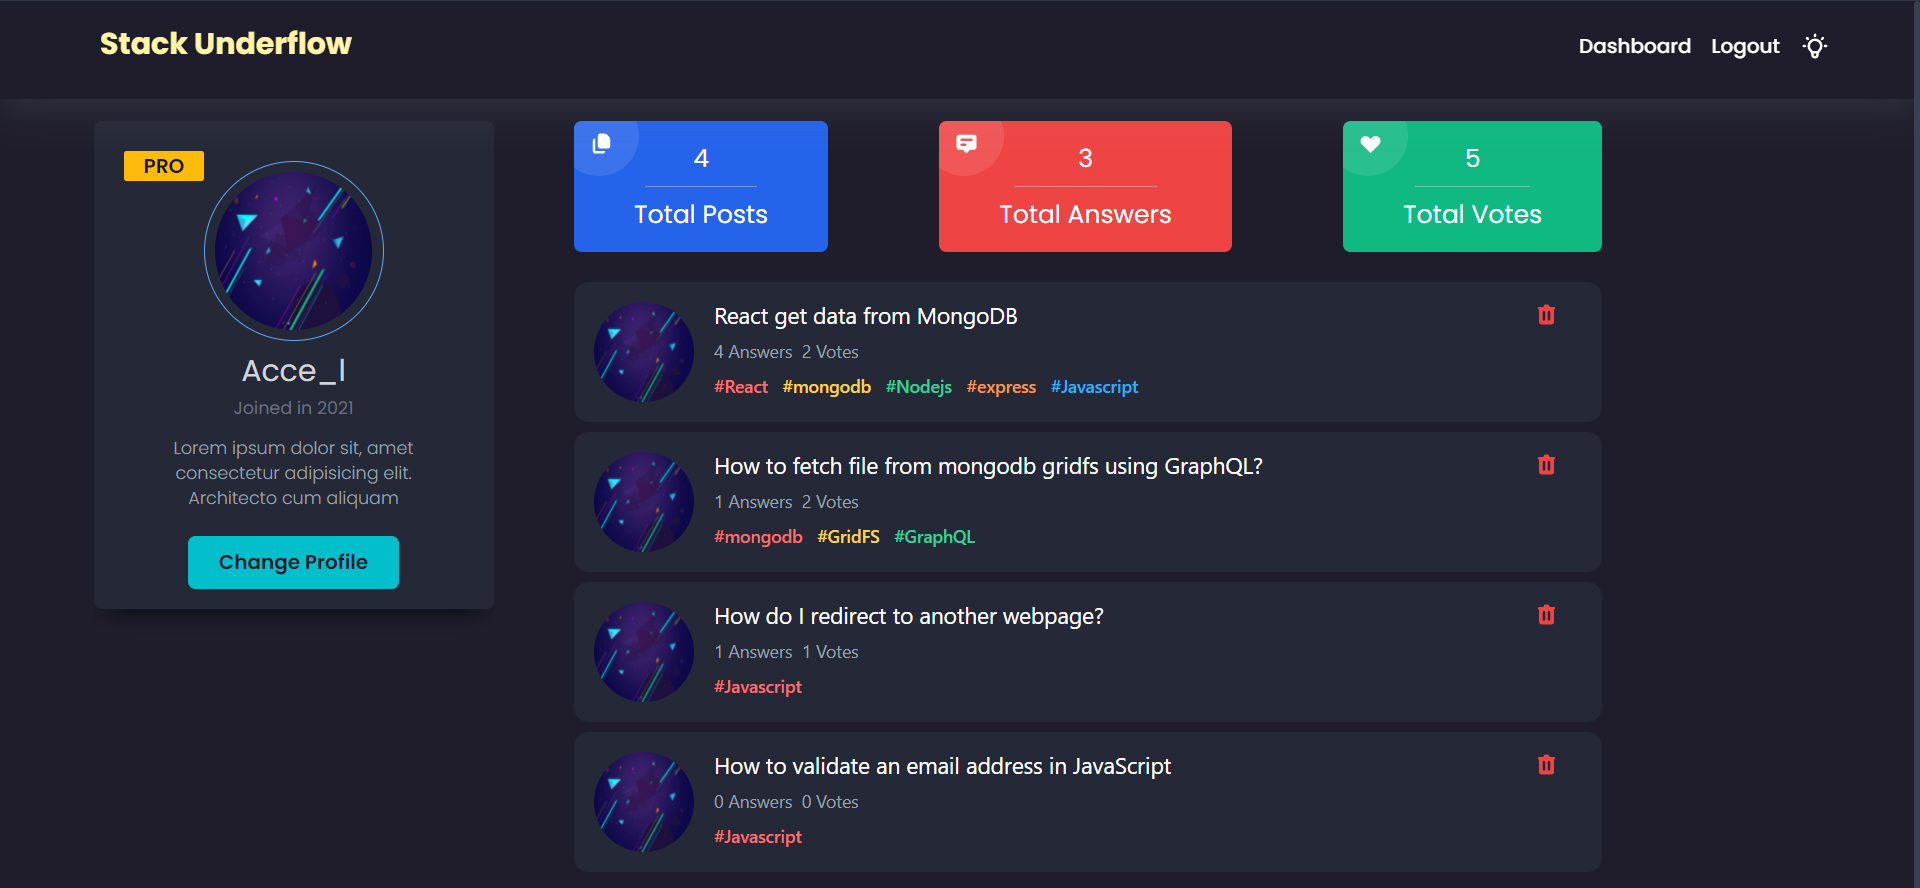 Stack Underflow
Dashboard Logout
PRO
Acce_l
Joined in 2021
Lorem ipsum dolor sit, amet
consectetur adipisicing elit.
Architecto cum aliquam
Change Profile
4
Total Posts
3
Total Answers
5
Total Votes
React get data from MongoDB
4 Answers 2 Votes
#React #mongodb #Nodejs #express #Javascript
How to fetch file from mongodb gridfs using GraphQL?
1 Answers 2 Votes
#mongodb #GridFS #GraphQL
How do I redirect to another webpage?
1 Answers 1 Votes
#Javascript
How to validate an email address in JavaScript
0 Answers 0 Votes
#Javascript